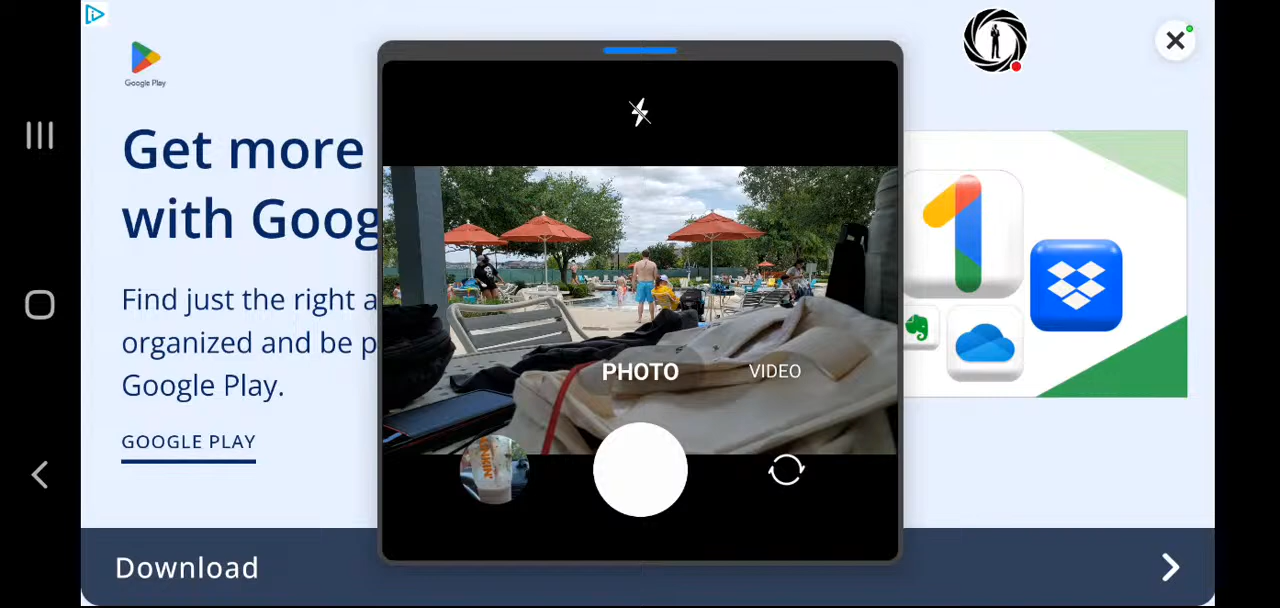 Google Play
Get more
with Goog
Find just the right a
organized and be p
Google Play.
GOOGLE PLAY
PHOTO
VIDEO
Download